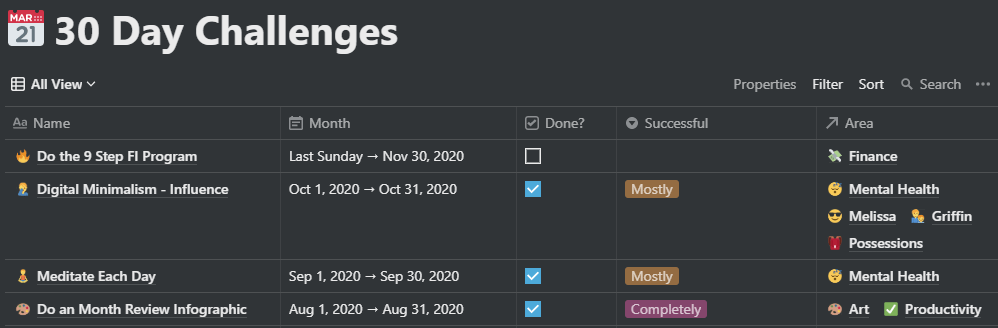 MAR 21 30 Day Challenges
All View Properties Filter Sort Search
Aa Name Month Done? Successful Area
Do the 9 Step FI Program Last Sunday → Nov 30, 2020 Finance
Digital Minimalism - Influence Oct 1, 2020 → Oct 31, 2020 Mostly Mental Health
Melissa Griffin
Possessions
Meditate Each Day Sep 1, 2020 → Sep 30, 2020 Mostly Mental Health
Do an Month Review Infographic Aug 1, 2020 → Aug 31, 2020 Completely Art Productivity